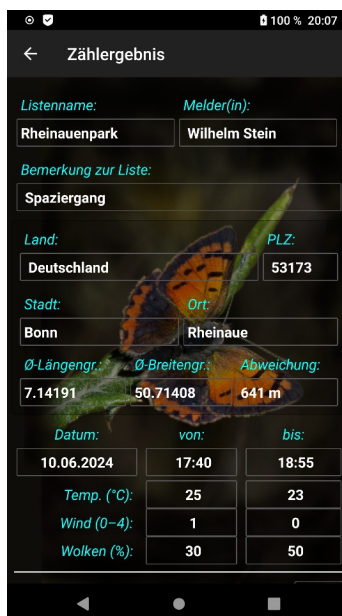 100 % 20:07
Zählergebnis
Listenname: Melder(in):
Rheinauenpark Wilhelm Stein
Bemerkung zur Liste:
Spaziergang
Land: PLZ:
Deutschland 53173
Stadt: Ort:
Bonn Rheinaue
Ø-Längengr.: Ø-Breitengr.: Abweichung:
7.14191 50.71408 641 m
Datum: von: bis:
10.06.2024 17:40 18:55
Temp. (°C): 25 23
Wind (0–4): 1 0
Wolken (%): 30 50